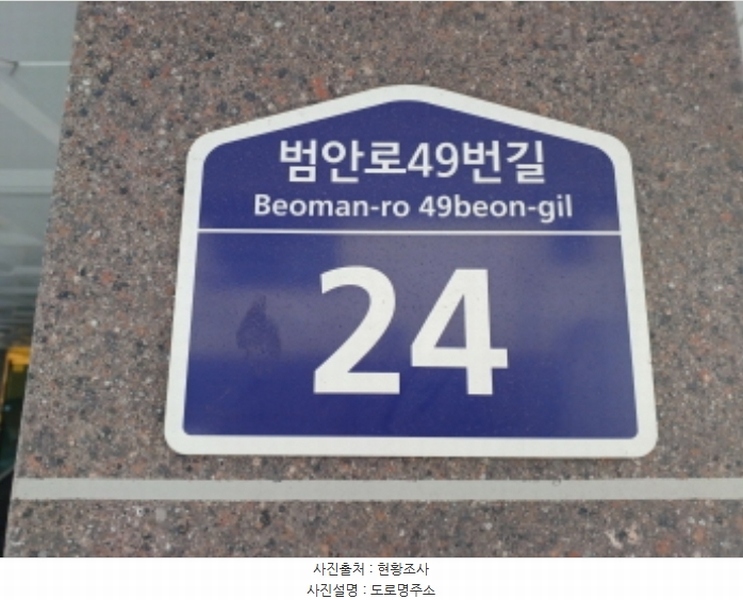 범안로49번길
Beoman-ro 49beon-gil
24
사진출처 : 현황조사
사진설명 : 도로명주소